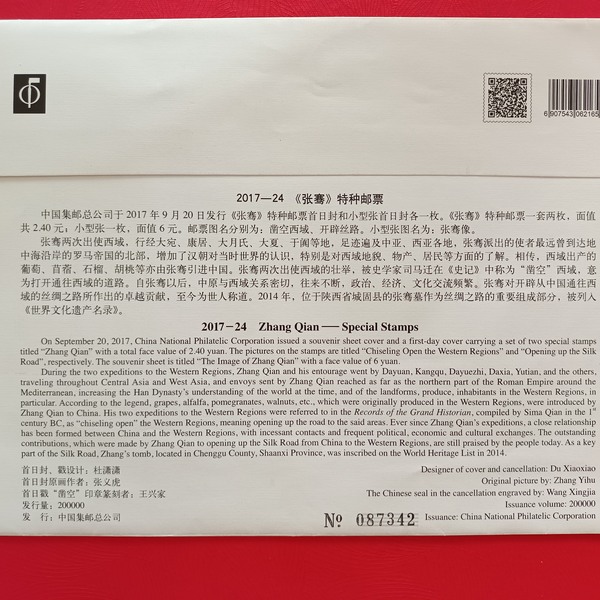 6 907543 062165
2017—24 《张骞》特种邮票
中国集邮总公司于 2017 年 9 月 20 日发行《张骞》特种邮票首日封和小型张首日封各一枚。《张骞》特种邮票一套两枚，面值
共 2.40 元；小型张一枚，面值 6 元。邮票图名分别为：凿空西域、开辟丝路。小型张图名为：张骞像。
张骞两次出使西域，行经大宛、康居、大月氏、大夏、于阗等地，足迹遍及中亚、西亚各地，张骞派出的使者最远曾到达地
中海沿岸的罗马帝国的北部，增加了汉朝对当时世界的认识，特别是对西域地貌、物产、居民等方面的了解。相传，西域出产的
葡萄、苜蓿、石榴、胡桃等亦由张骞引进中国。张骞两次出使西域的壮举，被史学家司马迁在《史记》中称为“凿空”西域，意
为打开通往西域的道路。自张骞以后，中原与西域关系密切，往来不断，政治、经济、文化交流频繁。张骞对开辟从中国通往西
域的丝绸之路所作出的卓越贡献，至今为世人称道。2014 年，位于陕西省城固县的张骞墓作为丝绸之路的重要组成部分，被列入
《世界文化遗产名录》。
2017－24 Zhang Qian — Special Stamps
On September 20, 2017, China National Philatelic Corporation issued a souvenir sheet cover and a first-day cover carrying a set of two special stamps
titled “Zhang Qian” with a total face value of 2.40 yuan. The pictures on the stamps are titled “Chiseling Open the Western Regions” and “Opening up the Silk
Road”, respectively. The souvenir sheet is titled “The Image of Zhang Qian” with a face value of 6 yuan.
During the two expeditions to the Western Regions, Zhang Qian and his entourage went by Dayuan, Kangqu, Dayuezhi, Daxia, Yutian, and the others,
traveling throughout Central Asia and West Asia, and envoys sent by Zhang Qian reached as far as the northern part of the Roman Empire around the
Mediterranean, increasing the Han Dynasty’s understanding of the world at the time, and of the landforms, produce, inhabitants in the Western Regions, in
particular. According to the legend, grapes, alfalfa, pomegranates, walnuts, etc., which were originally produced in the Western Regions, were introduced by
Zhang Qian to China. His two expeditions to the Western Regions were referred to in the Records of the Grand Historian, compiled by Sima Qian in the 1st
century BC, as “chiseling open” the Western Regions, meaning opening up the road to the said areas. Ever since Zhang Qian’s expeditions, a close relationship
has been formed between China and the Western Regions, with incessant contacts and frequent political, economic and cultural exchanges. The outstanding
contributions, which were made by Zhang Qian to opening up the Silk Road from China to the Western Regions, are still praised by the people today. As a key
part of the Silk Road, Zhang’s tomb, located in Chenggu County, Shaanxi Province, was inscribed on the World Heritage List in 2014.
首日封、戳设计：杜潇潇
首日封原画作者：张义虎
首日戳“凿空”印章篆刻者：王兴家
发行量：200000
发 行：中国集邮总公司
Designer of cover and cancellation: Du Xiaoxiao
Original picture by: Zhang Yihu
The Chinese seal in the cancellation engraved by: Wang Xingjia
Issuance volume: 200000
№ 087342 Issuance: China National Philatelic Corporation